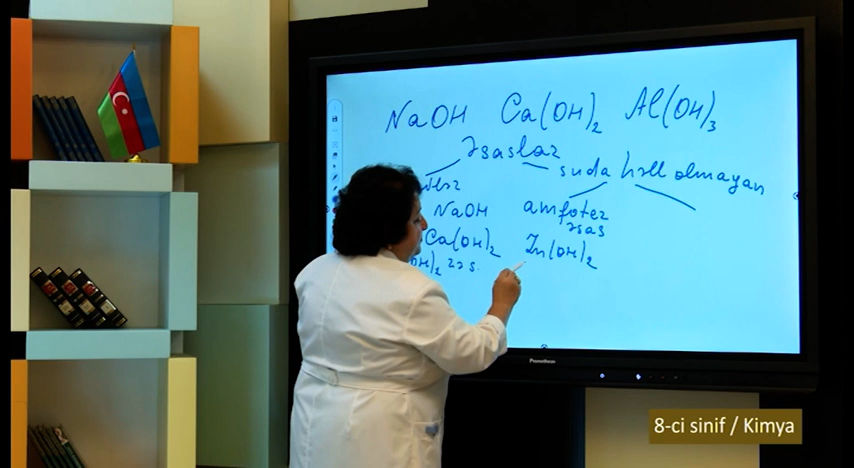 NaOH Ca(OH)₂ Al(OH)₃
Əsaslar
suda həll olmayan
NaOH
amfoter
əsas
Ca(OH)₂
Zn(OH)₂
Promethean
8-ci sinif / Kimya